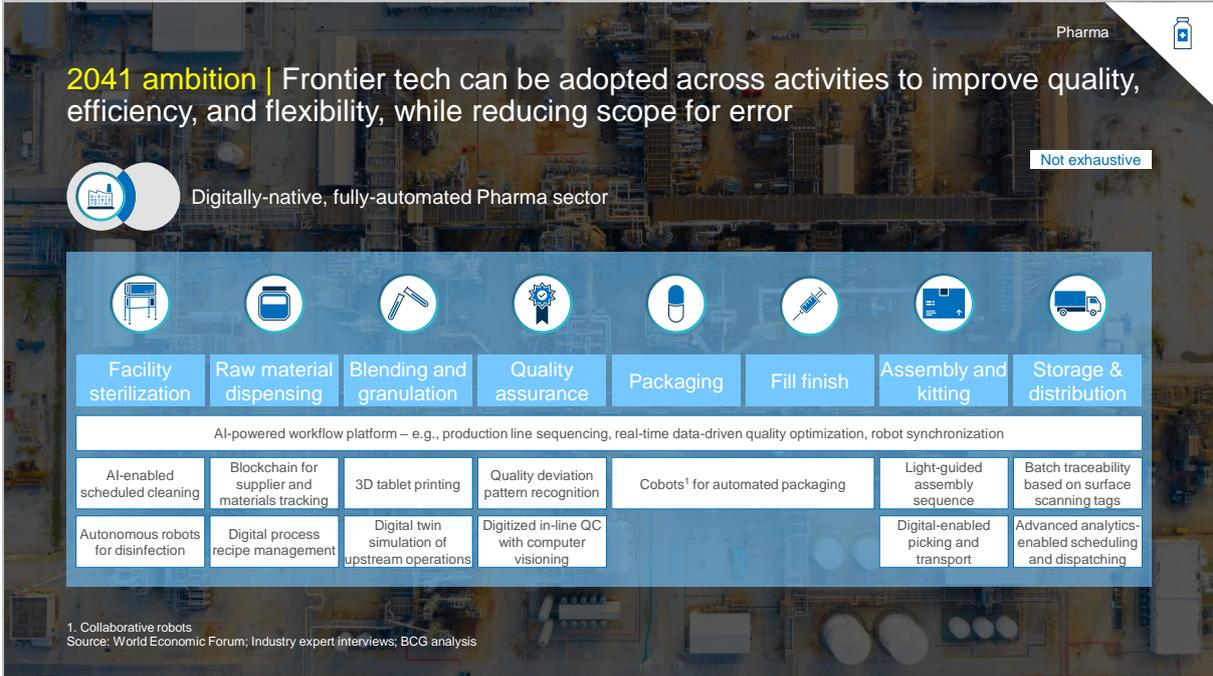 Pharma
2041 ambition | Frontier tech can be adopted across activities to improve quality,
efficiency, and flexibility, while reducing scope for error
Not exhaustive
Digitally-native, fully-automated Pharma sector
Facility
sterilization
Raw material
dispensing
Blending and
granulation
Quality
assurance
Packaging
Fill finish
Assembly and
kitting
Storage &
distribution
AI-powered workflow platform – e.g., production line sequencing, real-time data-driven quality optimization, robot synchronization
AI-enabled
scheduled cleaning
Blockchain for
supplier and
materials tracking
3D tablet printing
Quality deviation
pattern recognition
Cobots¹ for automated packaging
Light-guided
assembly
sequence
Batch traceability
based on surface
scanning tags
Autonomous robots
for disinfection
Digital process
recipe management
Digital twin
simulation of
upstream operations
Digitized in-line QC
with computer
visioning
Digital-enabled
picking and
transport
Advanced analytics-
enabled scheduling
and dispatching
1. Collaborative robots
Source: World Economic Forum; Industry expert interviews; BCG analysis